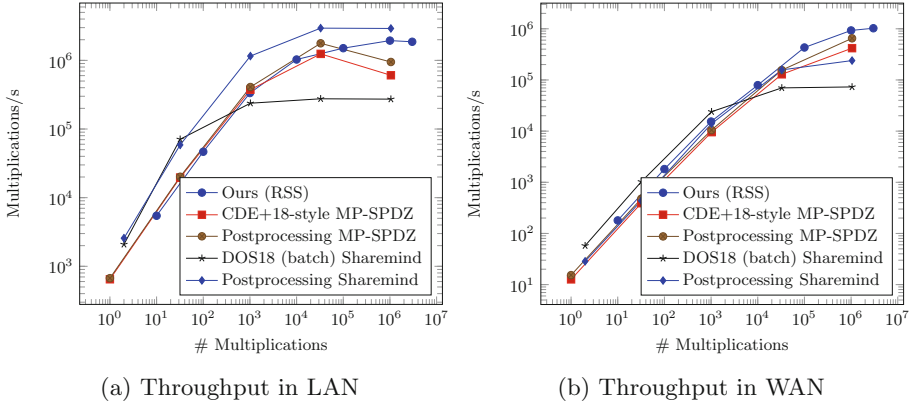 10^6
10^5
10^4
10^3
Multiplications/s
10^0 10^1 10^2 10^3 10^4 10^5 10^6 10^7
# Multiplications
Ours (RSS)
CDE+18-style MP-SPDZ
Postprocessing MP-SPDZ
DOS18 (batch) Sharemind
Postprocessing Sharemind
(a) Throughput in LAN
10^6
10^5
10^4
10^3
10^2
10^1
Multiplications/s
10^0 10^1 10^2 10^3 10^4 10^5 10^6 10^7
# Multiplications
Ours (RSS)
CDE+18-style MP-SPDZ
Postprocessing MP-SPDZ
DOS18 (batch) Sharemind
Postprocessing Sharemind
(b) Throughput in WAN